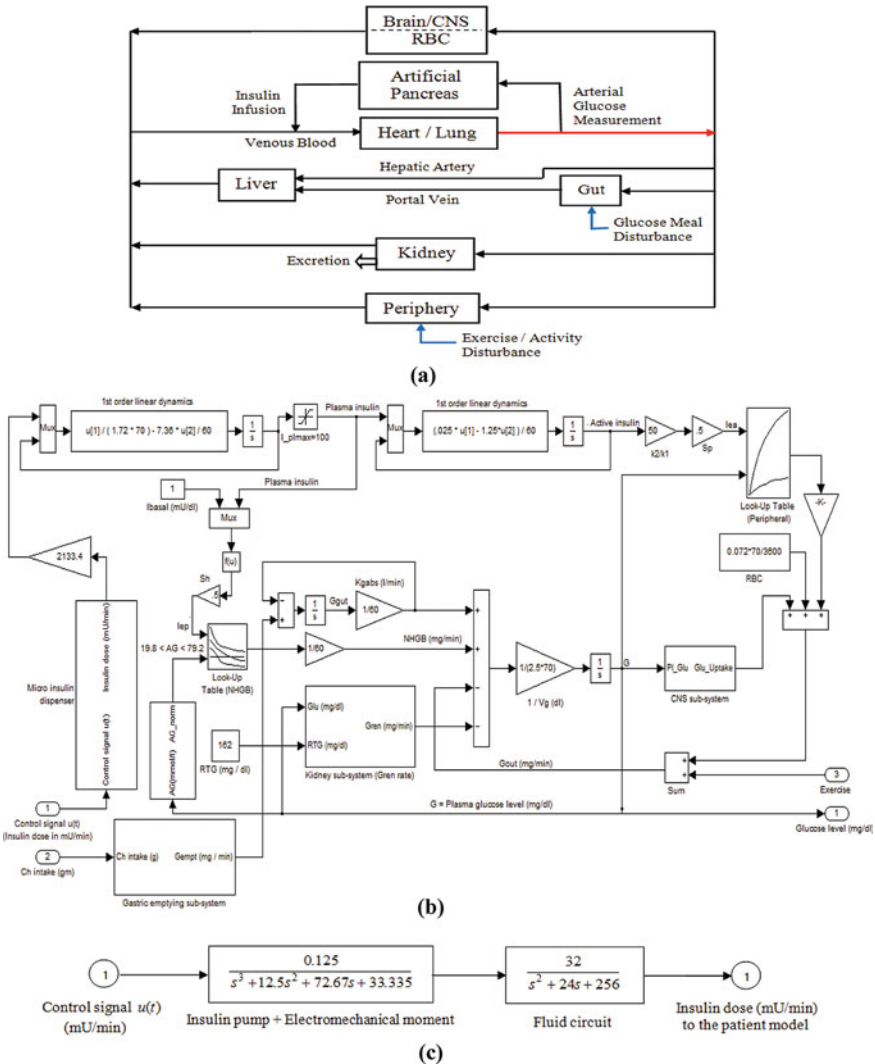 Brain/CNS
RBC
Artificial
Pancreas
Insulin
Infusion
Arterial
Glucose
Measurement
Heart / Lung
Venous Blood
Hepatic Artery
Liver
Gut
Portal Vein
Glucose Meal
Disturbance
Kidney
Excretion
Periphery
Exercise / Activity
Disturbance
(a)
1st order linear dynamics
Mux
u[1] / ( 1.72 * 70 ) - 7.36 * u[2] / 60
1
s
I_plmax=100
Plasma insulin
1st order linear dynamics
Mux
(.025 * u[1] - 1.25*u[2] ) / 60
1
s
Active insulin
50
k2/k1
.5
Sp
Iea
Look-Up Table
(Peripheral)
-K-
1
Ibasal (mU/dl)
Plasma insulin
Mux
f(u)
Sh
.5
Iep
2133.4
0.072*70/3600
RBC
Kgabs (l/min)
1
s
Ggut
1/60
19.8 < AG < 79.2
Look-Up
Table (NHGB)
1/60
NHGB (mg/min)
Micro insulin
dispenser
Insulin dose (mU/min)
Control signal u(t)
AG(mmol/l) AG_norm
162
RTG (mg / dl)
Glu (mg/dl)
RTG (mg/dl)
Gren (mg/min)
Kidney sub-system (Gren rate)
1/(2.5*70)
1 / Vg (dl)
1
s
G
Pl_Glu Glu_Uptake
CNS sub-system
Gout (mg/min)
Sum
3
Exercise
1
Control signal u(t)
(Insulin dose in mU/min)
G = Plasma glucose level (mg/dl)
1
Glucose level (mg/dl)
2
Ch intake (gm)
Ch intake (g)
Gempt (mg / min)
Gastric emptying sub-system
(b)
1
Control signal u(t)
(mU/min)
0.125
s³+12.5s²+72.67s+33.335
Insulin pump + Electromechanical moment
32
s²+24s+256
Fluid circuit
1
Insulin dose (mU/min)
to the patient model
(c)